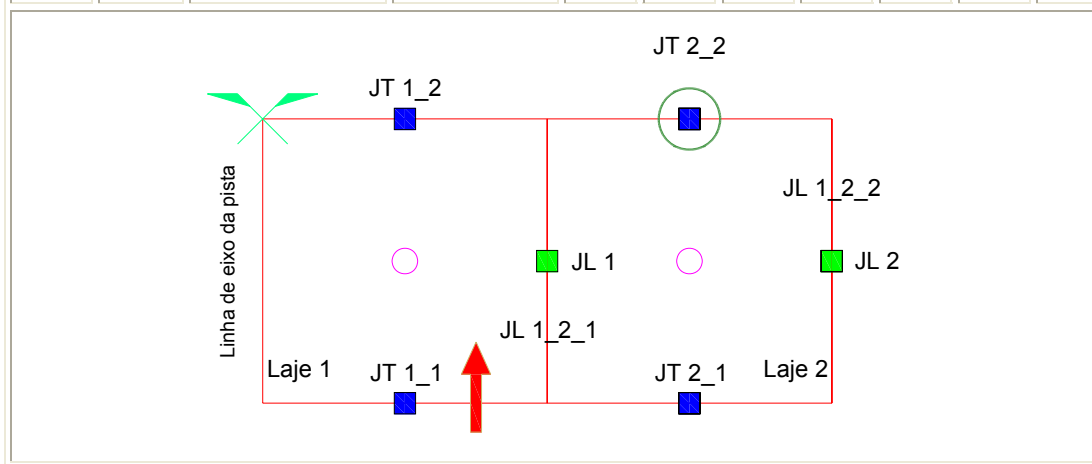 JT 2_2
JT 1_2
Linha de eixo da pista
JL 1_2_2
JL 1
JL 2
JL 1_2_1
Laje 1
JT 1_1
JT 2_1
Laje 2